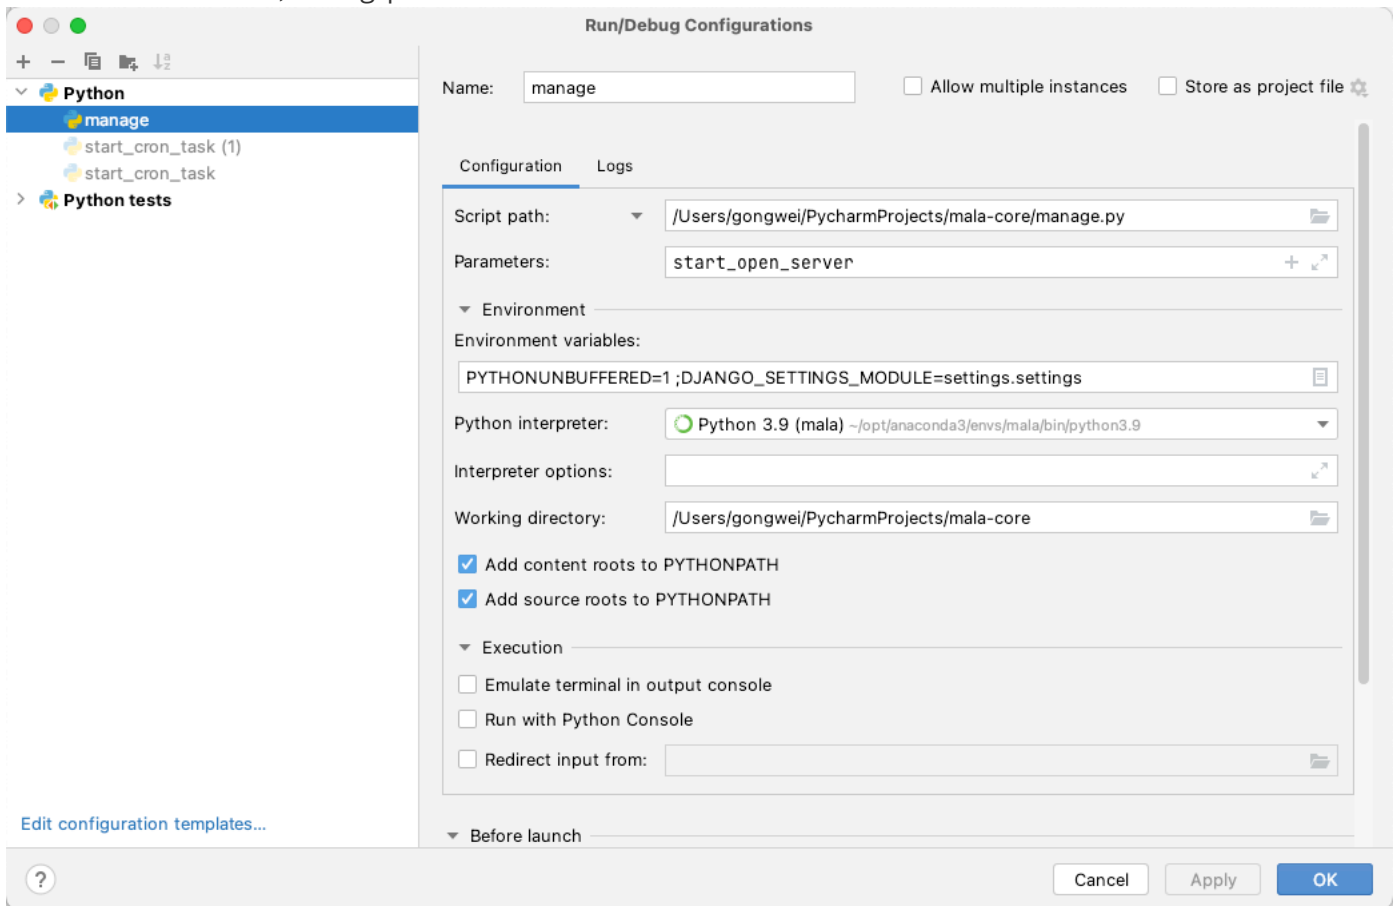 Run/Debug Configurations
Python
manage
start_cron_task (1)
start_cron_task
Python tests
Edit configuration templates...
Name: manage
Allow multiple instances
Store as project file
Configuration Logs
Script path: /Users/gongwei/PycharmProjects/mala-core/manage.py
Parameters: start_open_server
Environment
Environment variables:
PYTHONUNBUFFERED=1 ;DJANGO_SETTINGS_MODULE=settings.settings
Python interpreter: Python 3.9 (mala) ~/opt/anaconda3/envs/mala/bin/python3.9
Interpreter options:
Working directory: /Users/gongwei/PycharmProjects/mala-core
Add content roots to PYTHONPATH
Add source roots to PYTHONPATH
Execution
Emulate terminal in output console
Run with Python Console
Redirect input from:
Before launch
?
Cancel Apply OK